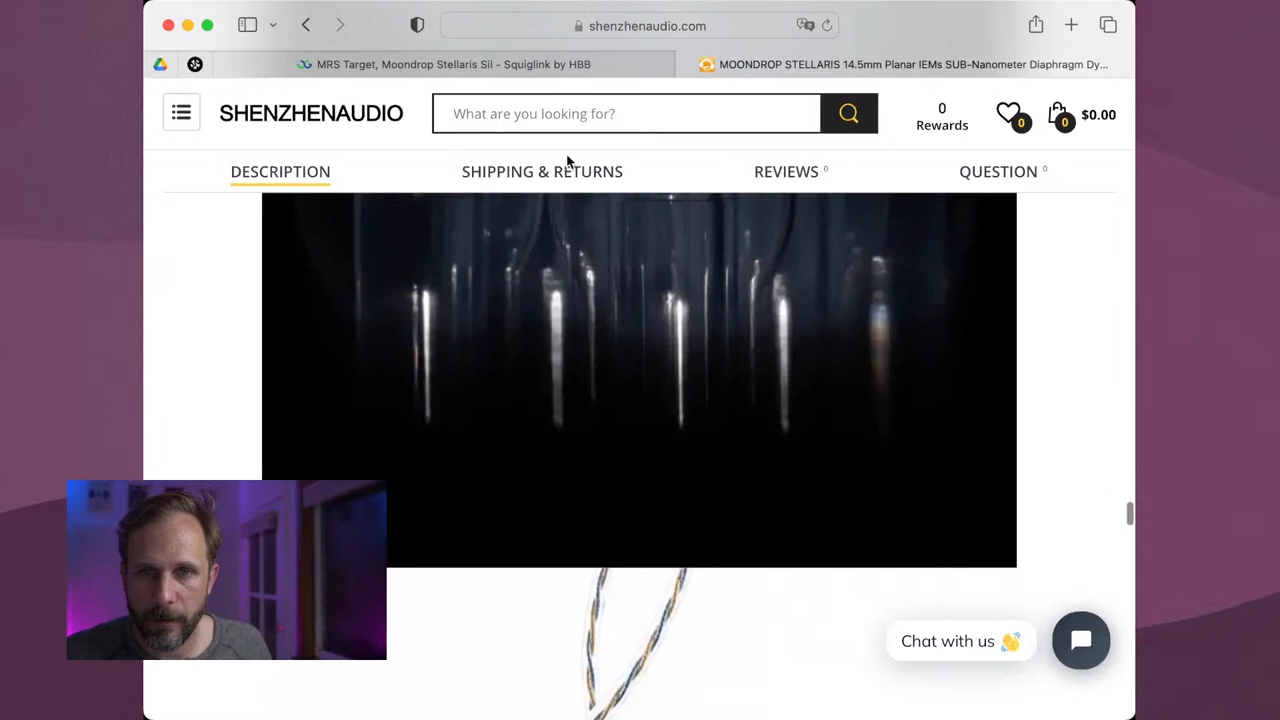 shenzhenaudio.com
MRS Target, Moondrop Stellaris Sil - Squiglink by HBB
MOONDROP STELLARIS 14.5mm Planar IEMs SUB-Nanometer Diaphragm Dy...
SHENZHENAUDIO
What are you looking for?
0
Rewards
0
0
$0.00
DESCRIPTION
SHIPPING & RETURNS
REVIEWS 0
QUESTION 0
Chat with us